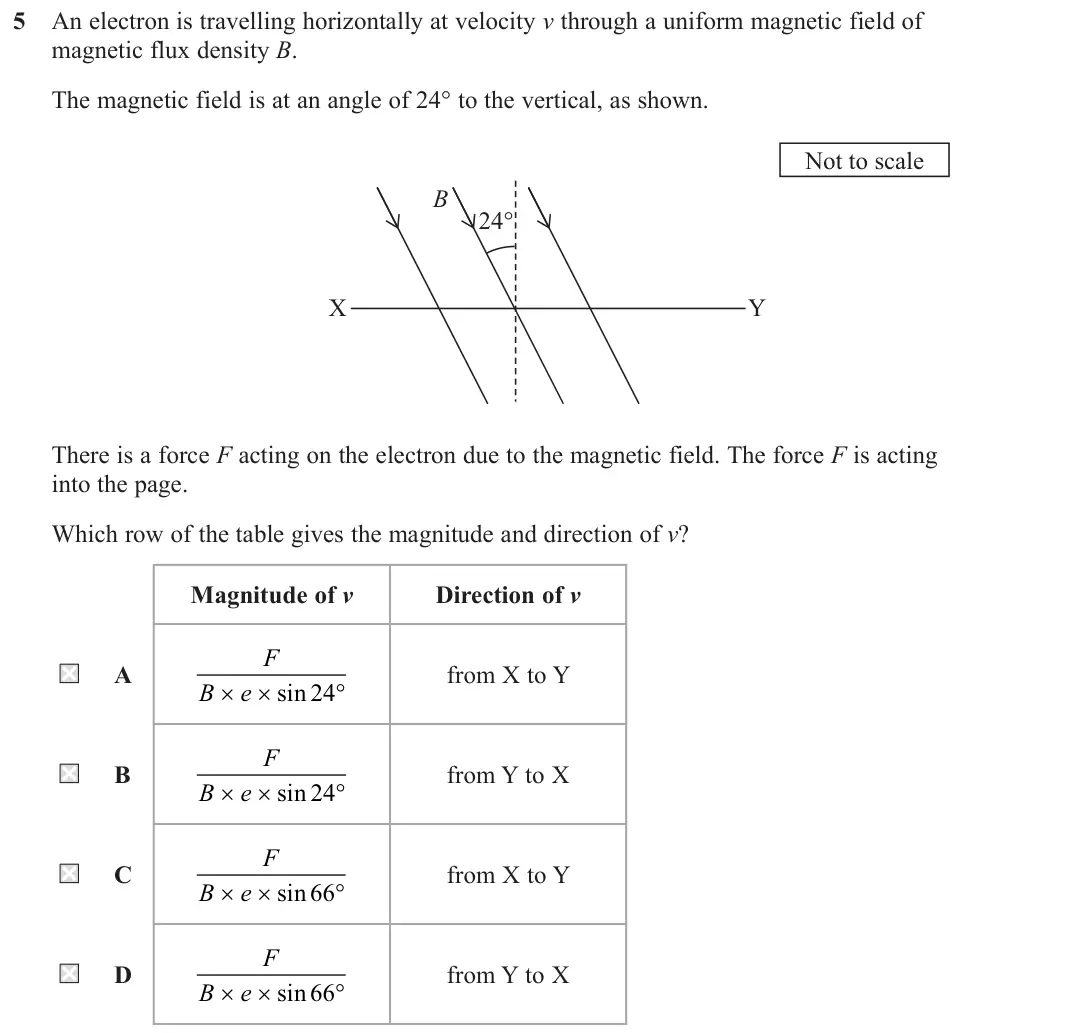 5 An electron is travelling horizontally at velocity v through a uniform magnetic field of
magnetic flux density B.
The magnetic field is at an angle of 24° to the vertical, as shown.
Not to scale
B
24°
X
Y
There is a force F acting on the electron due to the magnetic field. The force F is acting
into the page.
Which row of the table gives the magnitude and direction of v?
Magnitude of v Direction of v
A F / B × e × sin 24° from X to Y
B F / B × e × sin 24° from Y to X
C F / B × e × sin 66° from X to Y
D F / B × e × sin 66° from Y to X